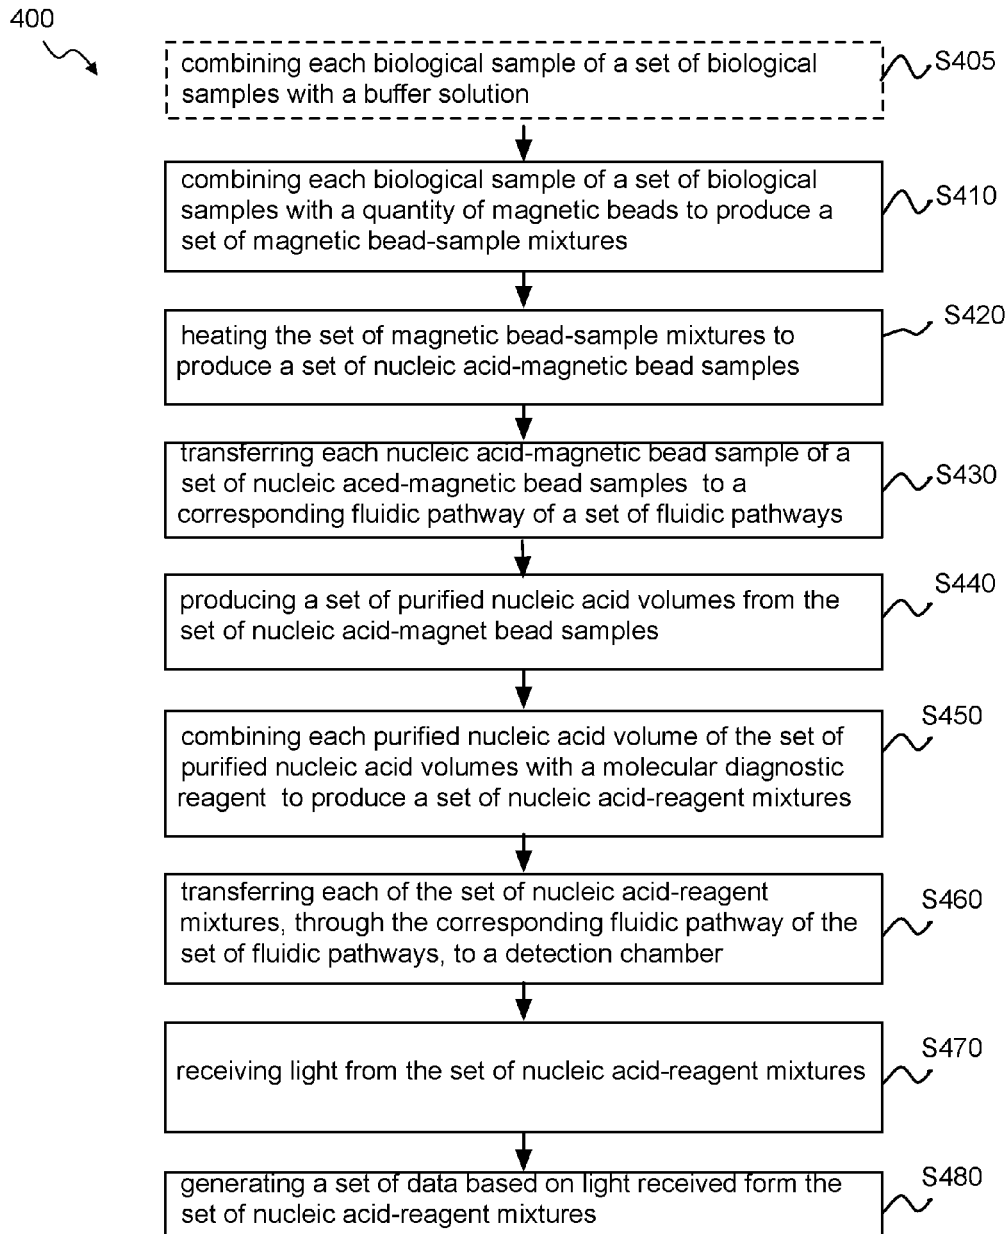 400
combining each biological sample of a set of biological
samples with a buffer solution
S405
combining each biological sample of a set of biological
samples with a quantity of magnetic beads to produce a
set of magnetic bead-sample mixtures
S410
heating the set of magnetic bead-sample mixtures to
produce a set of nucleic acid-magnetic bead samples
S420
transferring each nucleic acid-magnetic bead sample of a
set of nucleic aced-magnetic bead samples to a
corresponding fluidic pathway of a set of fluidic pathways
S430
producing a set of purified nucleic acid volumes from the
set of nucleic acid-magnet bead samples
S440
combining each purified nucleic acid volume of the set of
purified nucleic acid volumes with a molecular diagnostic
reagent to produce a set of nucleic acid-reagent mixtures
S450
transferring each of the set of nucleic acid-reagent
mixtures, through the corresponding fluidic pathway of the
set of fluidic pathways, to a detection chamber
S460
receiving light from the set of nucleic acid-reagent mixtures
S470
generating a set of data based on light received form the
set of nucleic acid-reagent mixtures
S480